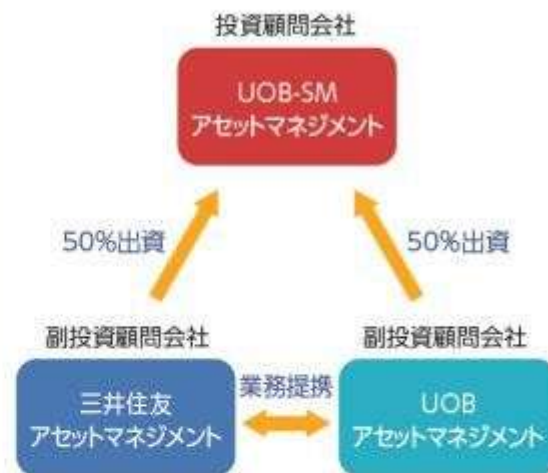 投資顧問会社
UOB-SM
アセットマネジメント
50%出資
50%出資
副投資顧問会社
副投資顧問会社
三井住友
アセットマネジメント
業務提携
UOB
アセットマネジメント